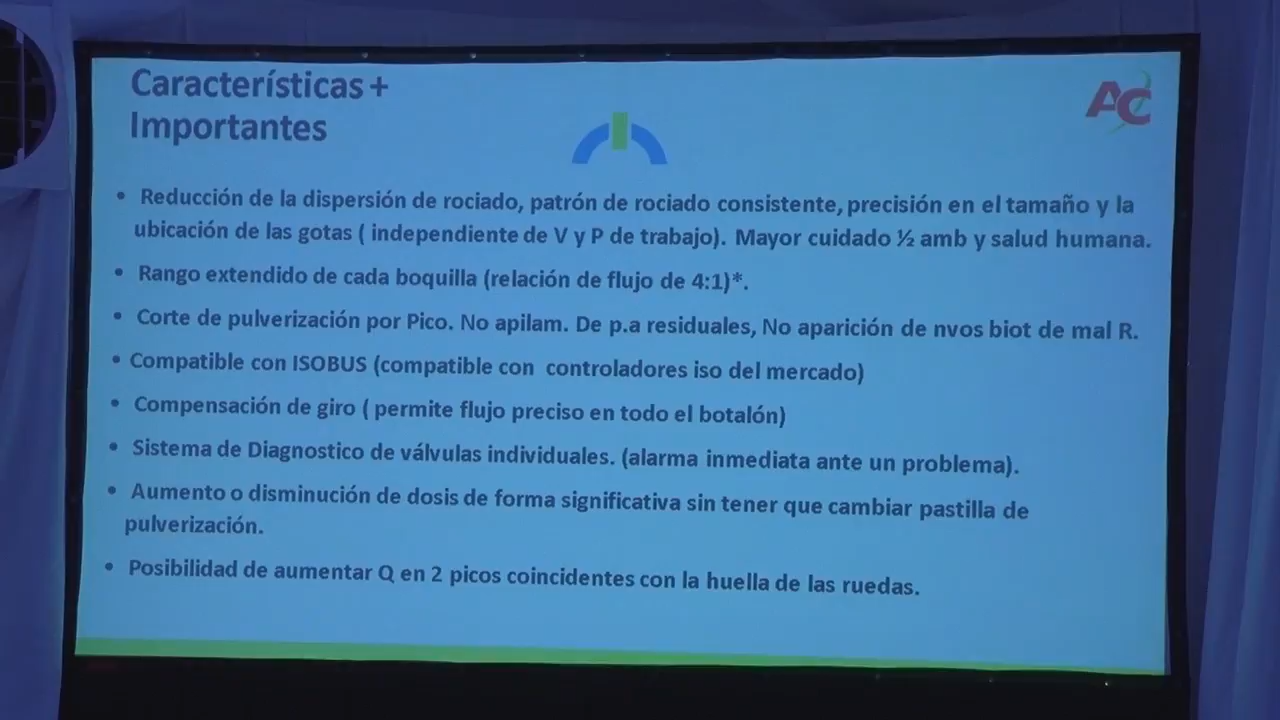 Características +
Importantes
AC
• Reducción de la dispersión de rociado, patrón de rociado consistente, precisión en el tamaño y la
ubicación de las gotas ( independiente de V y P de trabajo). Mayor cuidado ½ amb y salud humana.
• Rango extendido de cada boquilla (relación de flujo de 4:1)*.
• Corte de pulverización por Pico. No apilam. De p.a residuales, No aparición de nvos biot de mal R.
• Compatible con ISOBUS (compatible con controladores iso del mercado)
• Compensación de giro ( permite flujo preciso en todo el botalón)
• Sistema de Diagnostico de válvulas individuales. (alarma inmediata ante un problema).
• Aumento o disminución de dosis de forma significativa sin tener que cambiar pastilla de
pulverización.
• Posibilidad de aumentar Q en 2 picos coincidentes con la huella de las ruedas.